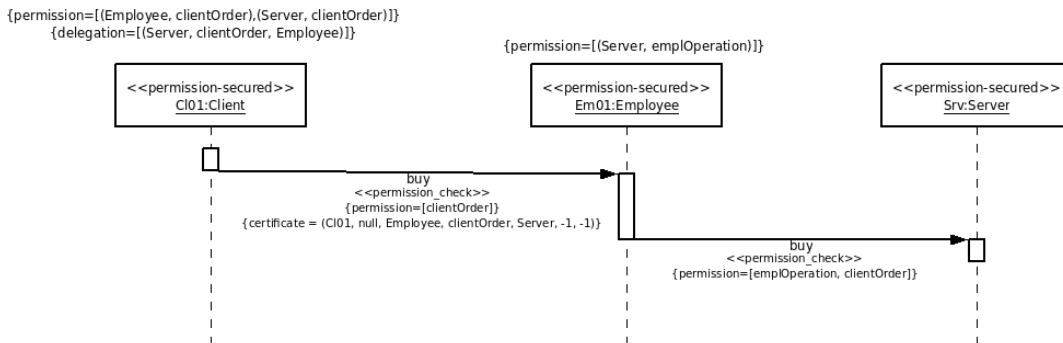 {permission=[(Employee, clientOrder),(Server, clientOrder)]}
{delegation=[(Server, clientOrder, Employee)]}
{permission=[(Server, emplOperation)]}
<<permission-secured>>
Cl01:Client
<<permission-secured>>
Em01:Employee
<<permission-secured>>
Srv:Server
buy
<<permission_check>>
{permission=[clientOrder]}
{certificate = (Cl01, null, Employee, clientOrder, Server, -1, -1)}
buy
<<permission_check>>
{permission=[emplOperation, clientOrder]}